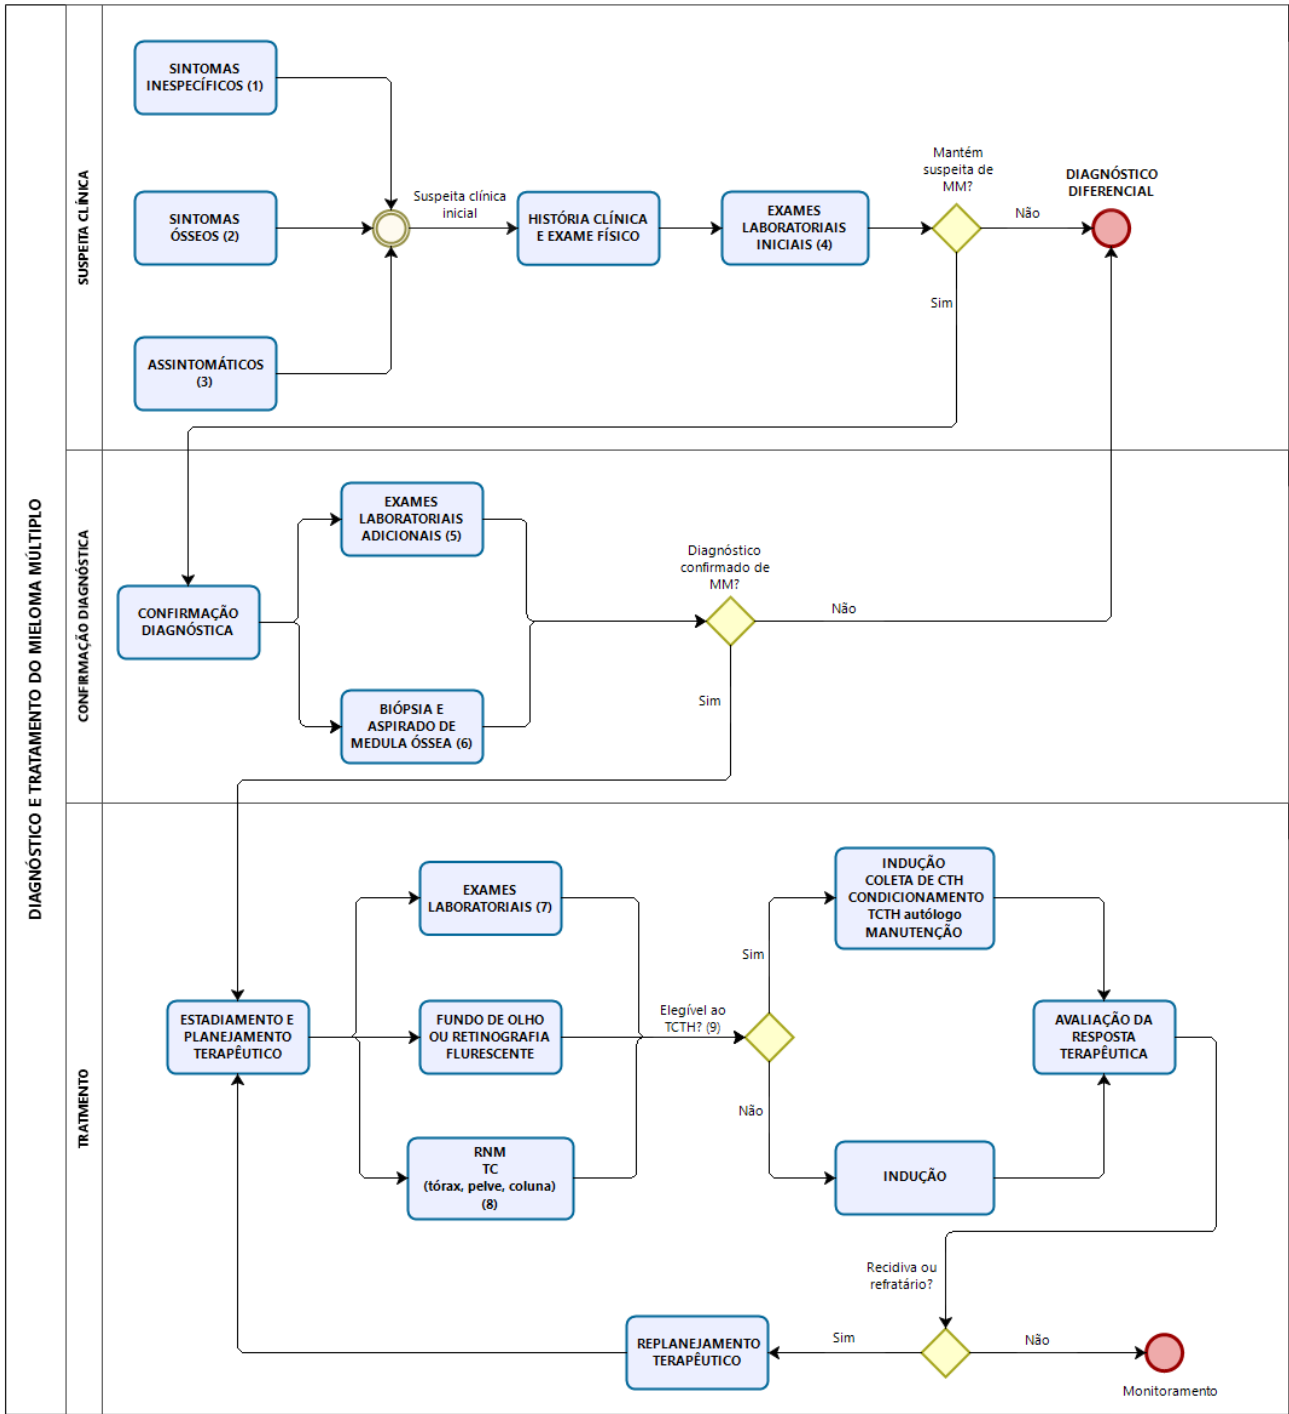 DIAGNÓSTICO E TRATAMENTO DO MIELOMA MÚLTIPLO
SUSPEITA CLÍNICA
SINTOMAS
INESPECÍFICOS (1)
SINTOMAS
ÓSSEOS (2)
ASSINTOMÁTICOS
(3)
Suspeita clínica
inicial
HISTÓRIA CLÍNICA
E EXAME FÍSICO
EXAMES
LABORATORIAIS
INICIAIS (4)
Mantém
suspeita de
MM?
Não
Sim
DIAGNÓSTICO
DIFERENCIAL
CONFIRMAÇÃO DIAGNÓSTICA
CONFIRMAÇÃO
DIAGNÓSTICA
EXAMES
LABORATORIAIS
ADICIONAIS (5)
BIÓPSIA E
ASPIRADO DE
MEDULA ÓSSEA (6)
Diagnóstico
confirmado de
MM?
Não
Sim
TRATMENTO
ESTADIAMENTO E
PLANEJAMENTO
TERAPÊUTICO
EXAMES
LABORATORIAIS (7)
FUNDO DE OLHO
OU RETINOGRAFIA
FLURESCENTE
RNM
TC
(tórax, pelve, coluna)
(8)
Elegível ao
TCTH? (9)
Sim
Não
INDUÇÃO
COLETA DE CTH
CONDICIONAMENTO
TCTH autólogo
MANUTENÇÃO
INDUÇÃO
AVALIAÇÃO DA
RESPOSTA
TERAPÊUTICA
Recidiva ou
refratário?
Sim
Não
REPLANEJAMENTO
TERAPÊUTICO
Monitoramento